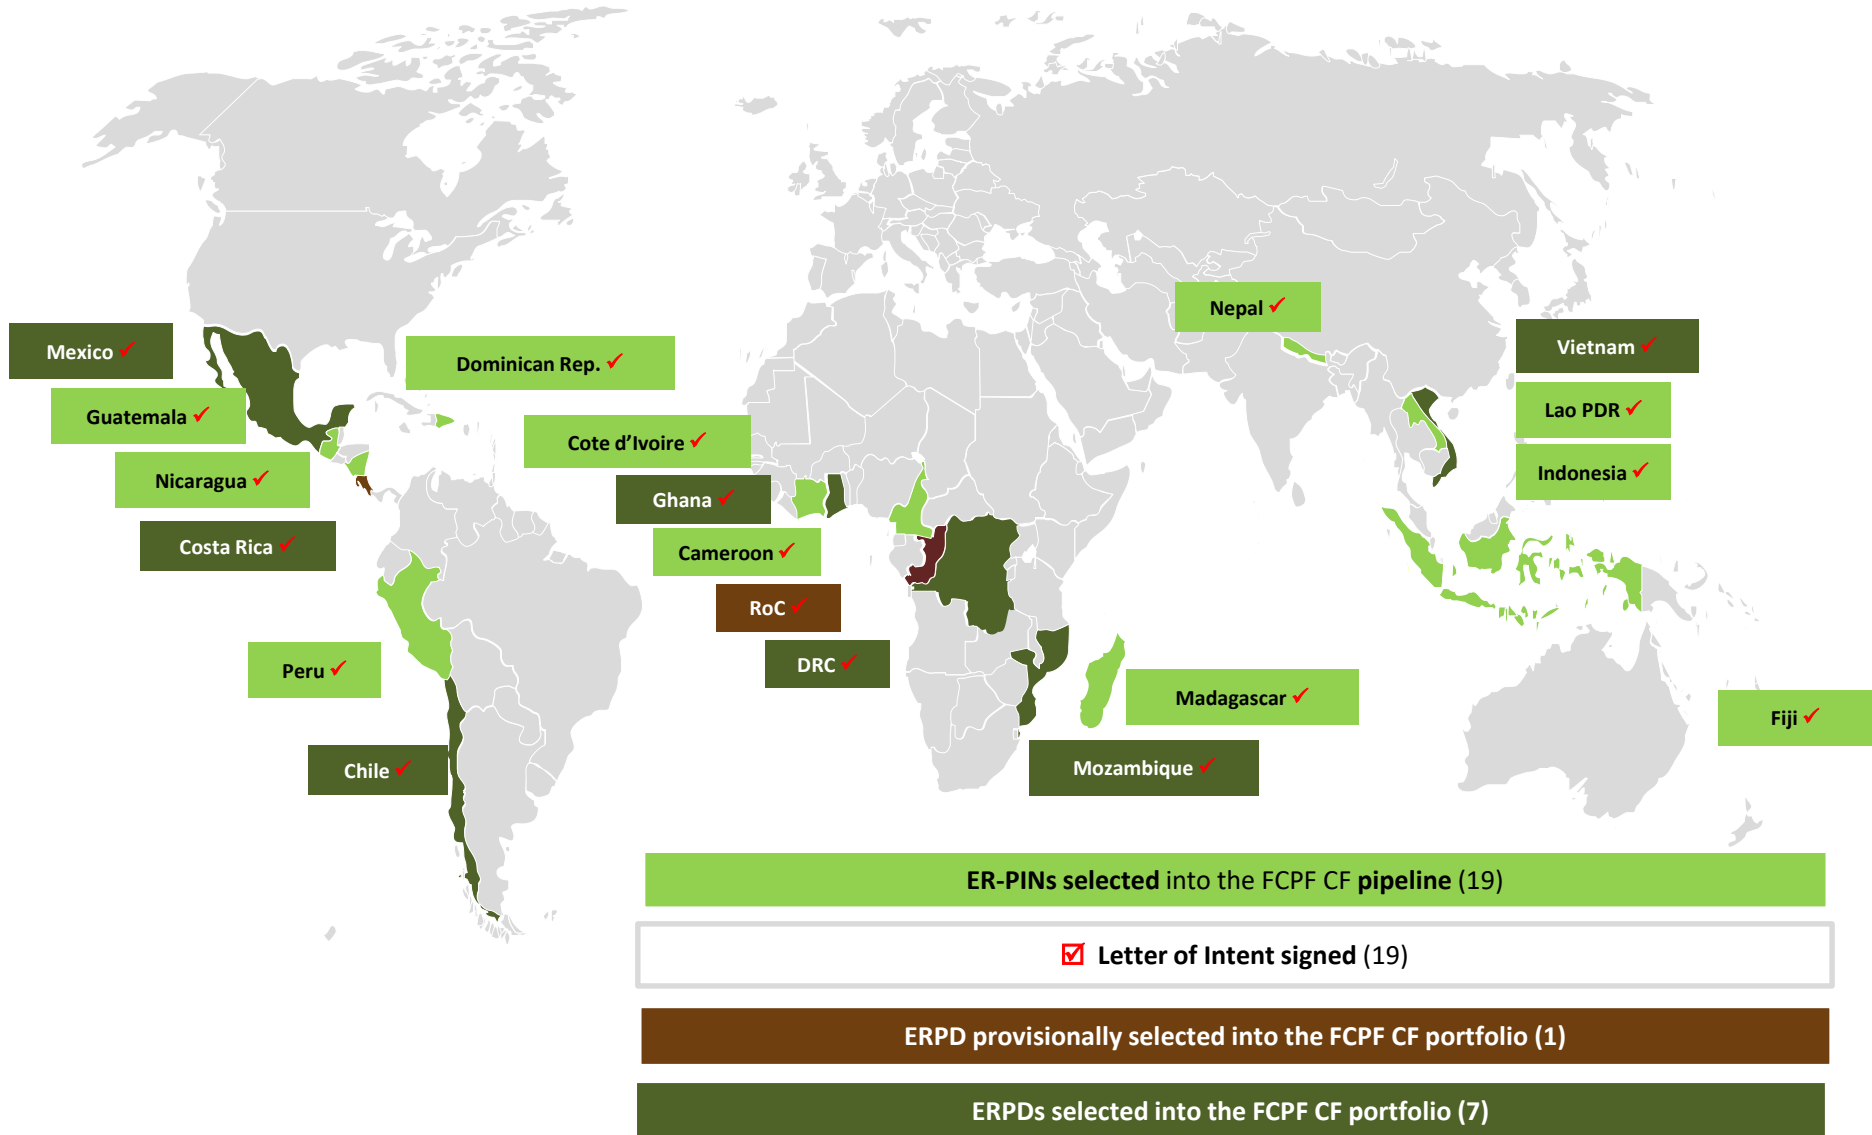 Nepal ✓
Mexico ✓
Dominican Rep. ✓
Vietnam ✓
Guatemala ✓
Lao PDR ✓
Cote d’Ivoire ✓
Nicaragua ✓
Indonesia ✓
Ghana ✓
Costa Rica ✓
Cameroon ✓
RoC ✓
DRC ✓
Peru ✓
Madagascar ✓
Fiji ✓
Chile ✓
Mozambique ✓
ER-PINs selected into the FCPF CF pipeline (19)
☑ Letter of Intent signed (19)
ERPD provisionally selected into the FCPF CF portfolio (1)
ERPDs selected into the FCPF CF portfolio (7)